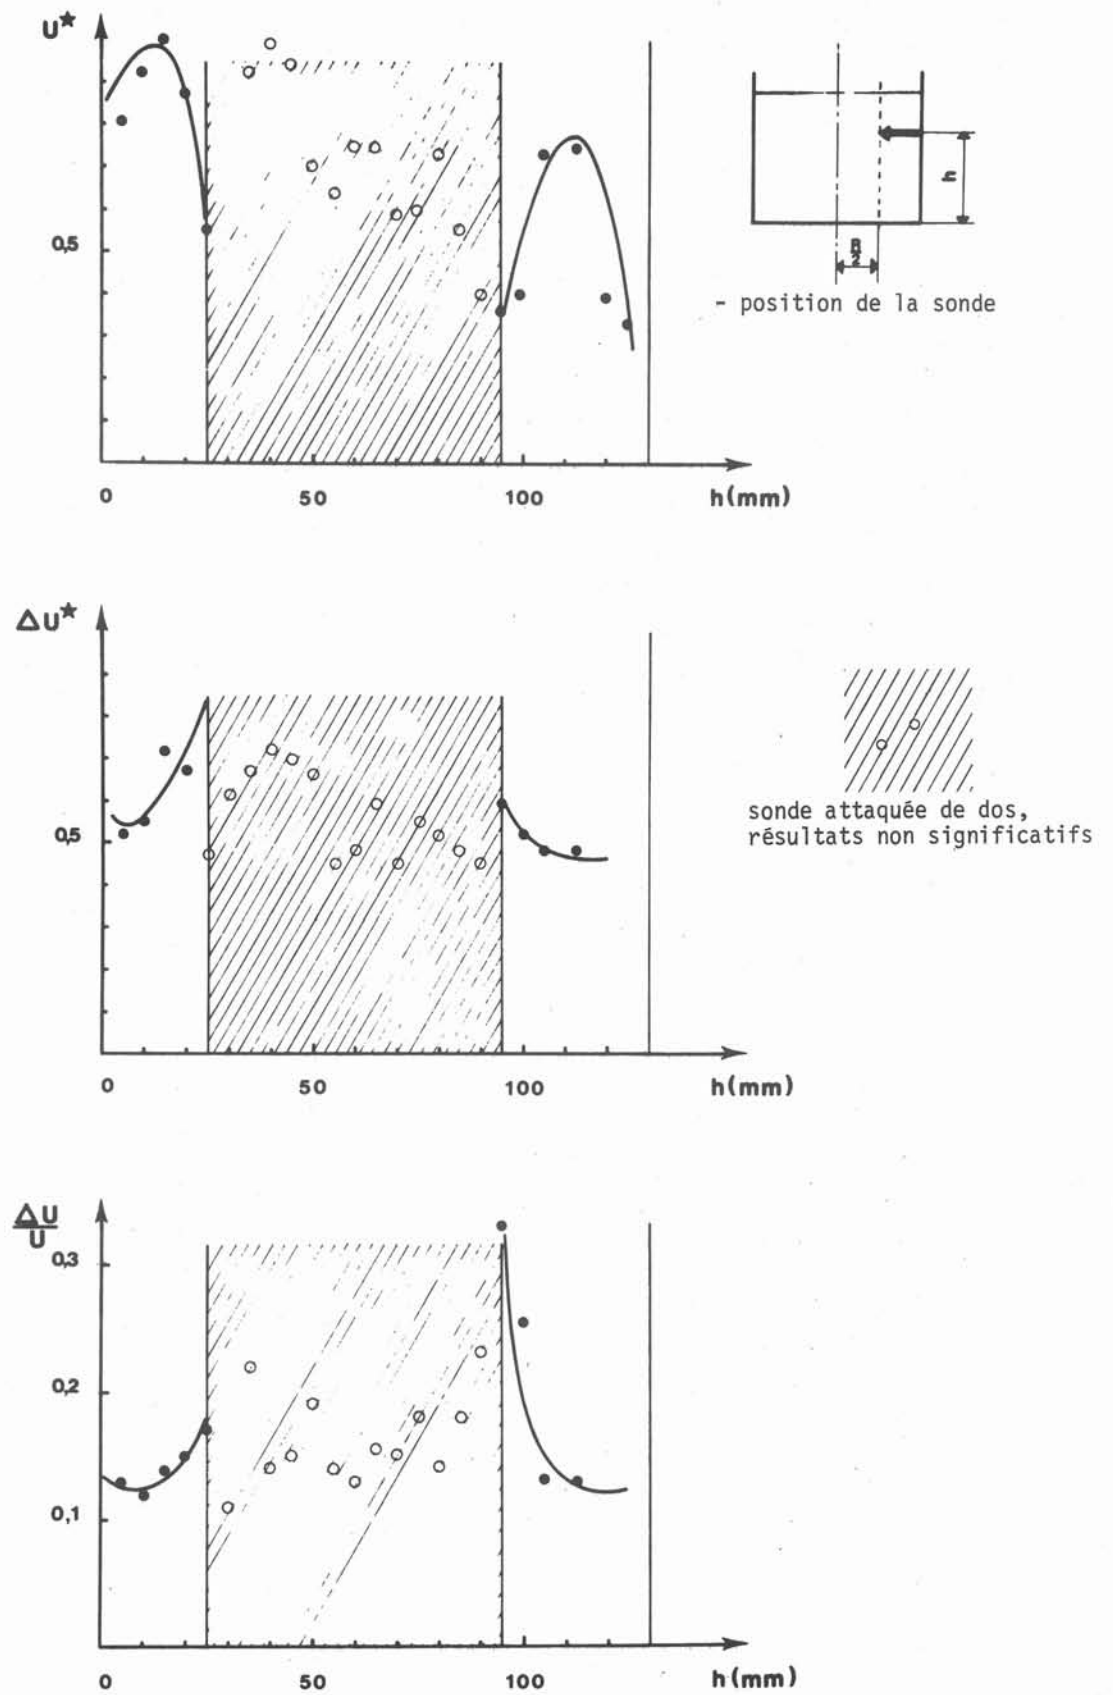 U★
0,5
0
50
100
h(mm)
h
R
2
- position de la sonde
ΔU★
0,5
0
50
100
h(mm)
sonde attaquée de dos,
résultats non significatifs
ΔU
U
0,3
0,2
0,1
0
50
100
h(mm)